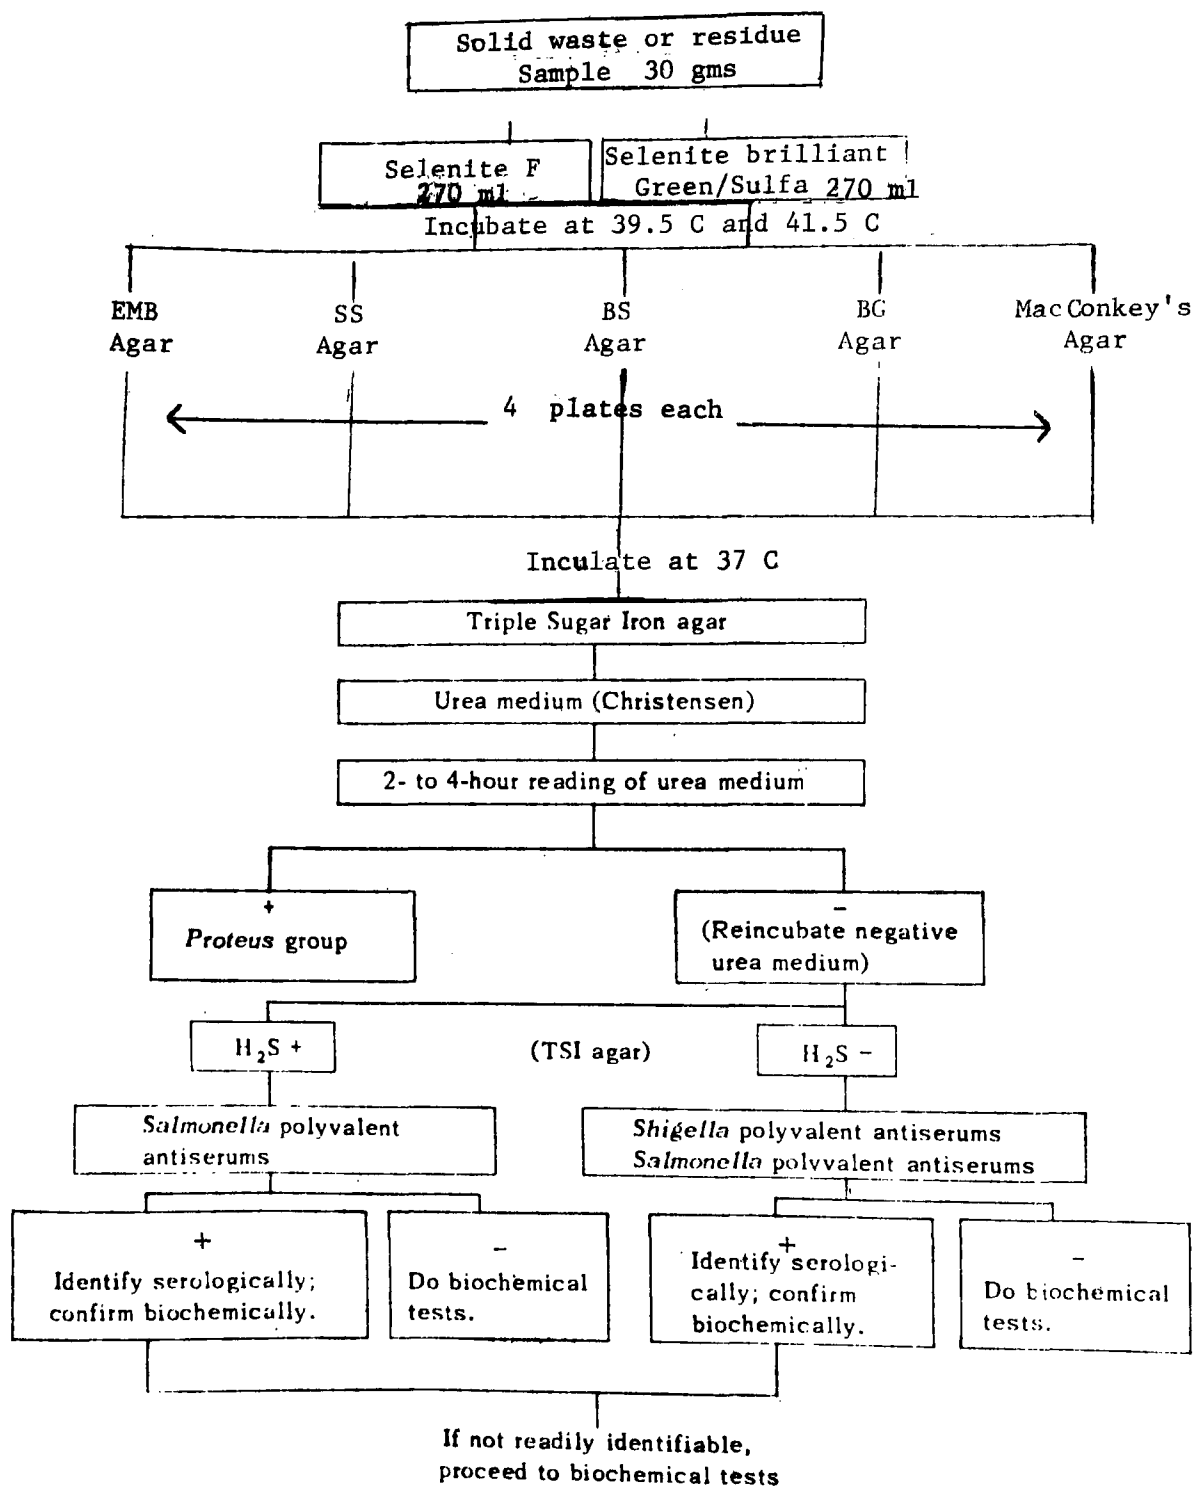 Solid waste or residue
Sample 30 gms
Selenite F
270 ml
Selenite brilliant
Green/Sulfa 270 ml
Incubate at 39.5 C and 41.5 C
EMB
Agar
SS
Agar
BS
Agar
BG
Agar
MacConkey's
Agar
4 plates each
Inculate at 37 C
Triple Sugar Iron agar
Urea medium (Christensen)
2- to 4-hour reading of urea medium
+
Proteus group
−
(Reincubate negative
urea medium)
H₂S +
(TSI agar)
H₂S −
Salmonella polyvalent
antiserums
Shigella polyvalent antiserums
Salmonella polyvalent antiserums
+
Identify serologically;
confirm biochemically.
−
Do biochemical
tests.
+
Identify serologi-
cally; confirm
biochemically.
−
Do biochemical
tests.
If not readily identifiable,
proceed to biochemical tests